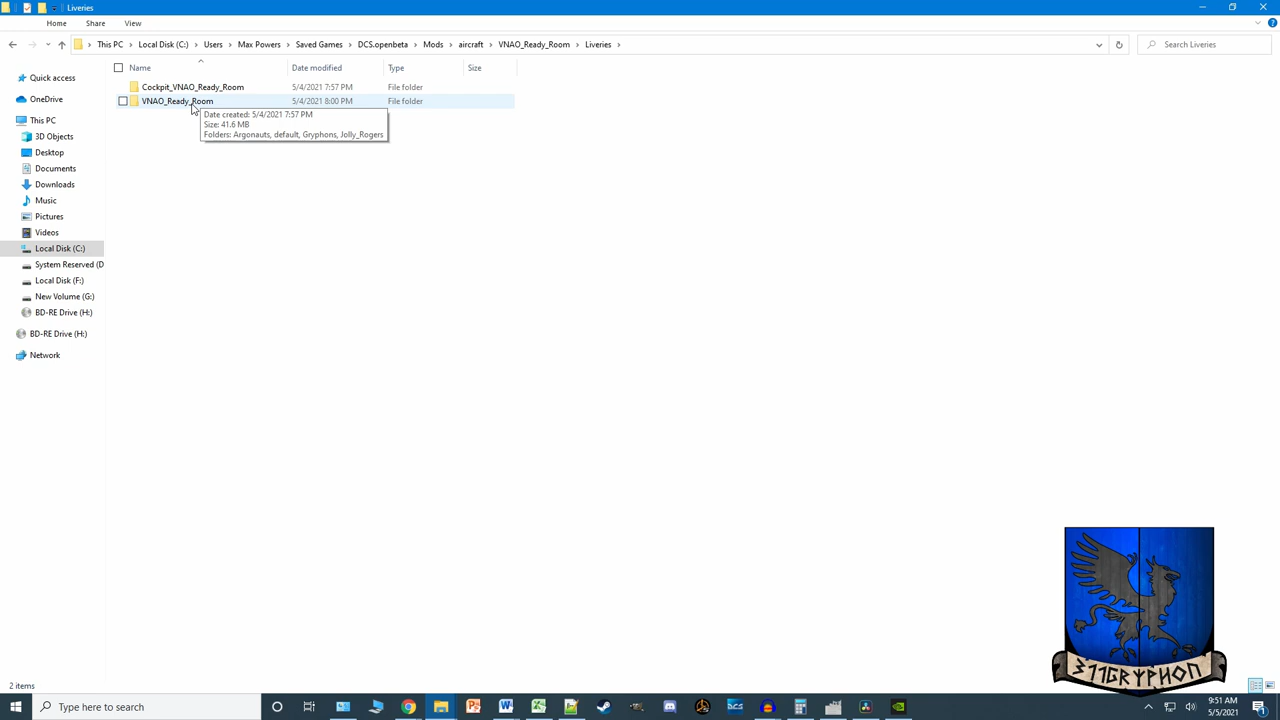 Liveries
Home Share View
This PC Local Disk (C:) Users Max Powers Saved Games DCS.openbeta Mods aircraft VNAO_Ready_Room Liveries
Search Liveries
Name Date modified Type Size
Cockpit_VNAO_Ready_Room 5/4/2021 7:57 PM File folder
VNAO_Ready_Room 5/4/2021 8:00 PM File folder
Date created: 5/4/2021 7:57 PM
Size: 41.6 MB
Folders: Argonauts, default, Gryphons, Jolly_Rogers
Quick access
OneDrive
This PC
3D Objects
Desktop
Documents
Downloads
Music
Pictures
Videos
Local Disk (C:)
System Reserved (D
Local Disk (F:)
New Volume (G:)
BD-RE Drive (H:)
BD-RE Drive (H:)
Network
311GRYPHON
2 items
Type here to search
DCS
9:51 AM
5/5/2021
1